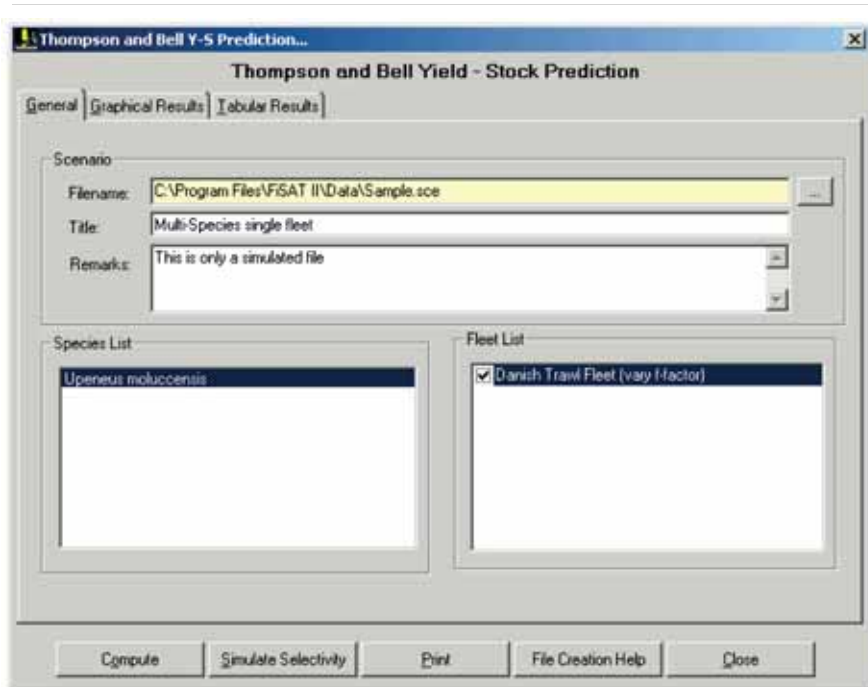 Thompson and Bell Y-S Prediction...
Thompson and Bell Yield - Stock Prediction
General Graphical Results Tabular Results
Scenario
Filename: C:\Program Files\FiSAT II\Data\Sample.sce ...
Title: Multi-Species single fleet
Remarks: This is only a simulated file
Species List
Upeneus moluccensis
Fleet List
Danish Trawl Fleet (vary f-factor)
Compute Simulate Selectivity Print File Creation Help Close